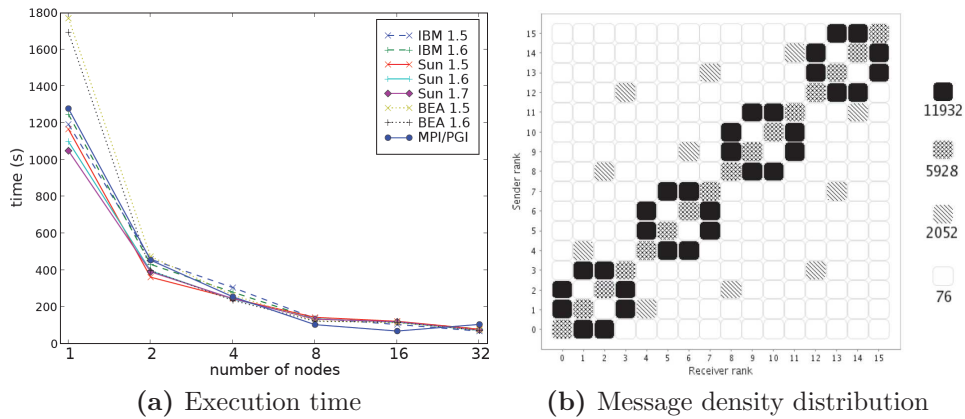 1800
1600
1400
1200
1000
800
600
400
200
0
time (s)
IBM 1.5
IBM 1.6
Sun 1.5
Sun 1.6
Sun 1.7
BEA 1.5
BEA 1.6
MPI/PGI
1 2 4 8 16 32
number of nodes
(a) Execution time
15
14
13
12
11
10
9
8
7
6
5
4
3
2
1
0
Sender rank
0 1 2 3 4 5 6 7 8 9 10 11 12 13 14 15
Receiver rank
11932
5928
2052
76
(b) Message density distribution